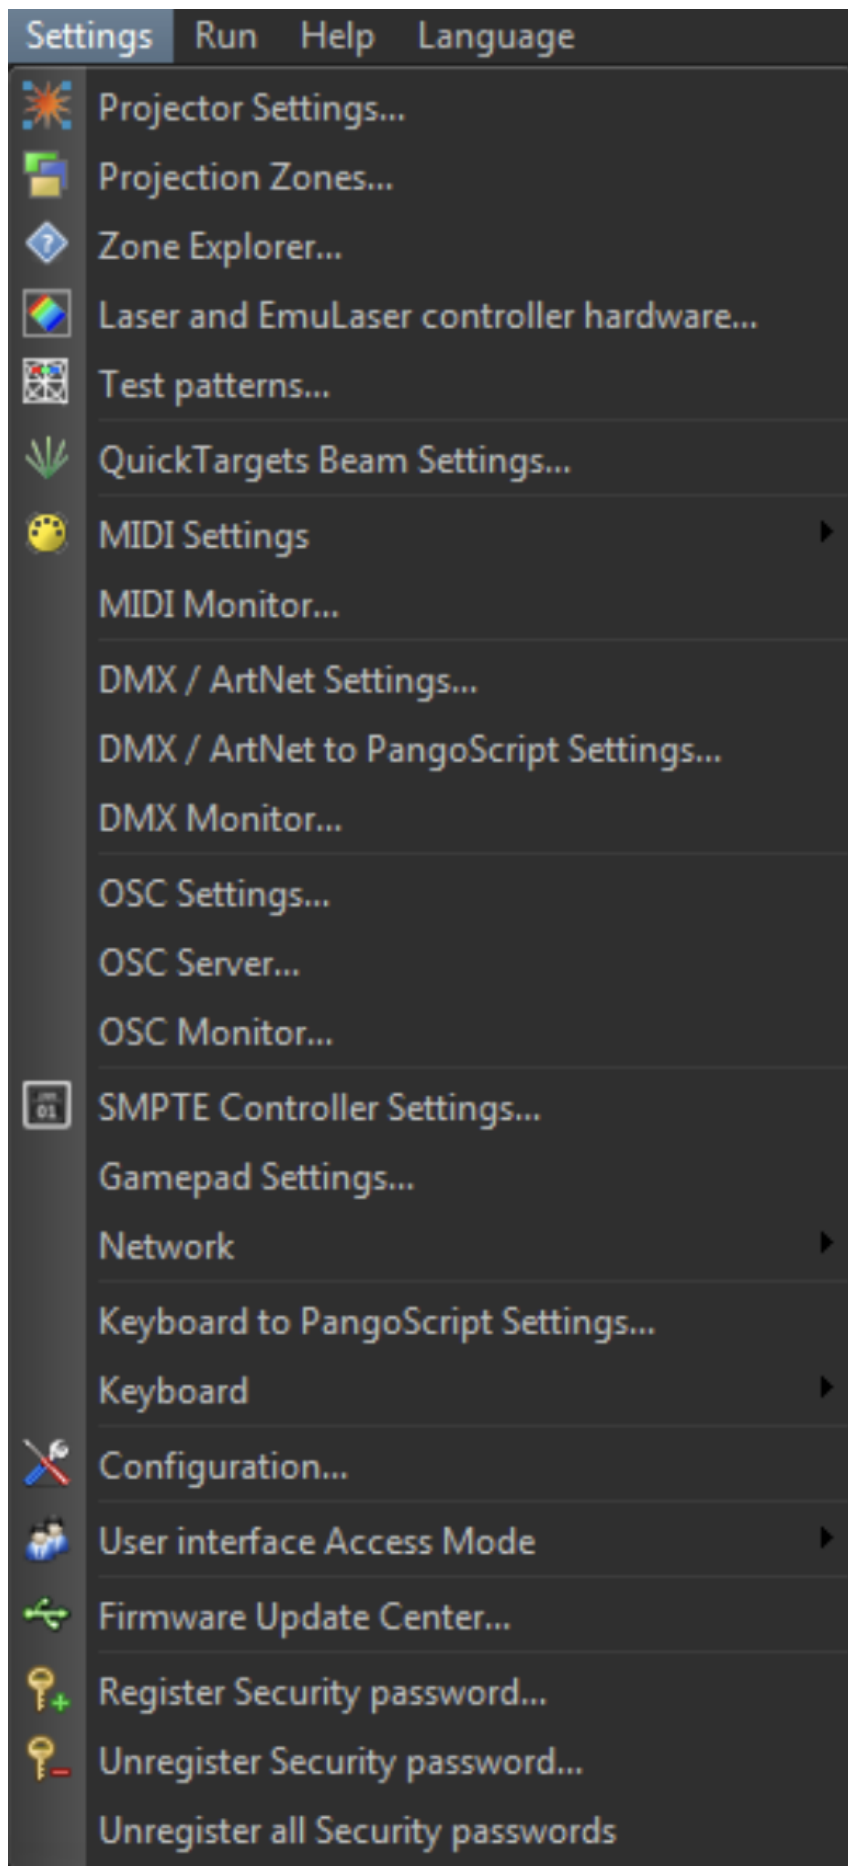 Settings Run Help Language
Projector Settings...
Projection Zones...
Zone Explorer...
Laser and EmuLaser controller hardware...
Test patterns...
QuickTargets Beam Settings...
MIDI Settings
MIDI Monitor...
DMX / ArtNet Settings...
DMX / ArtNet to PangoScript Settings...
DMX Monitor...
OSC Settings...
OSC Server...
OSC Monitor...
01
SMPTE Controller Settings...
Gamepad Settings...
Network
Keyboard to PangoScript Settings...
Keyboard
Configuration...
User interface Access Mode
Firmware Update Center...
Register Security password...
Unregister Security password...
Unregister all Security passwords